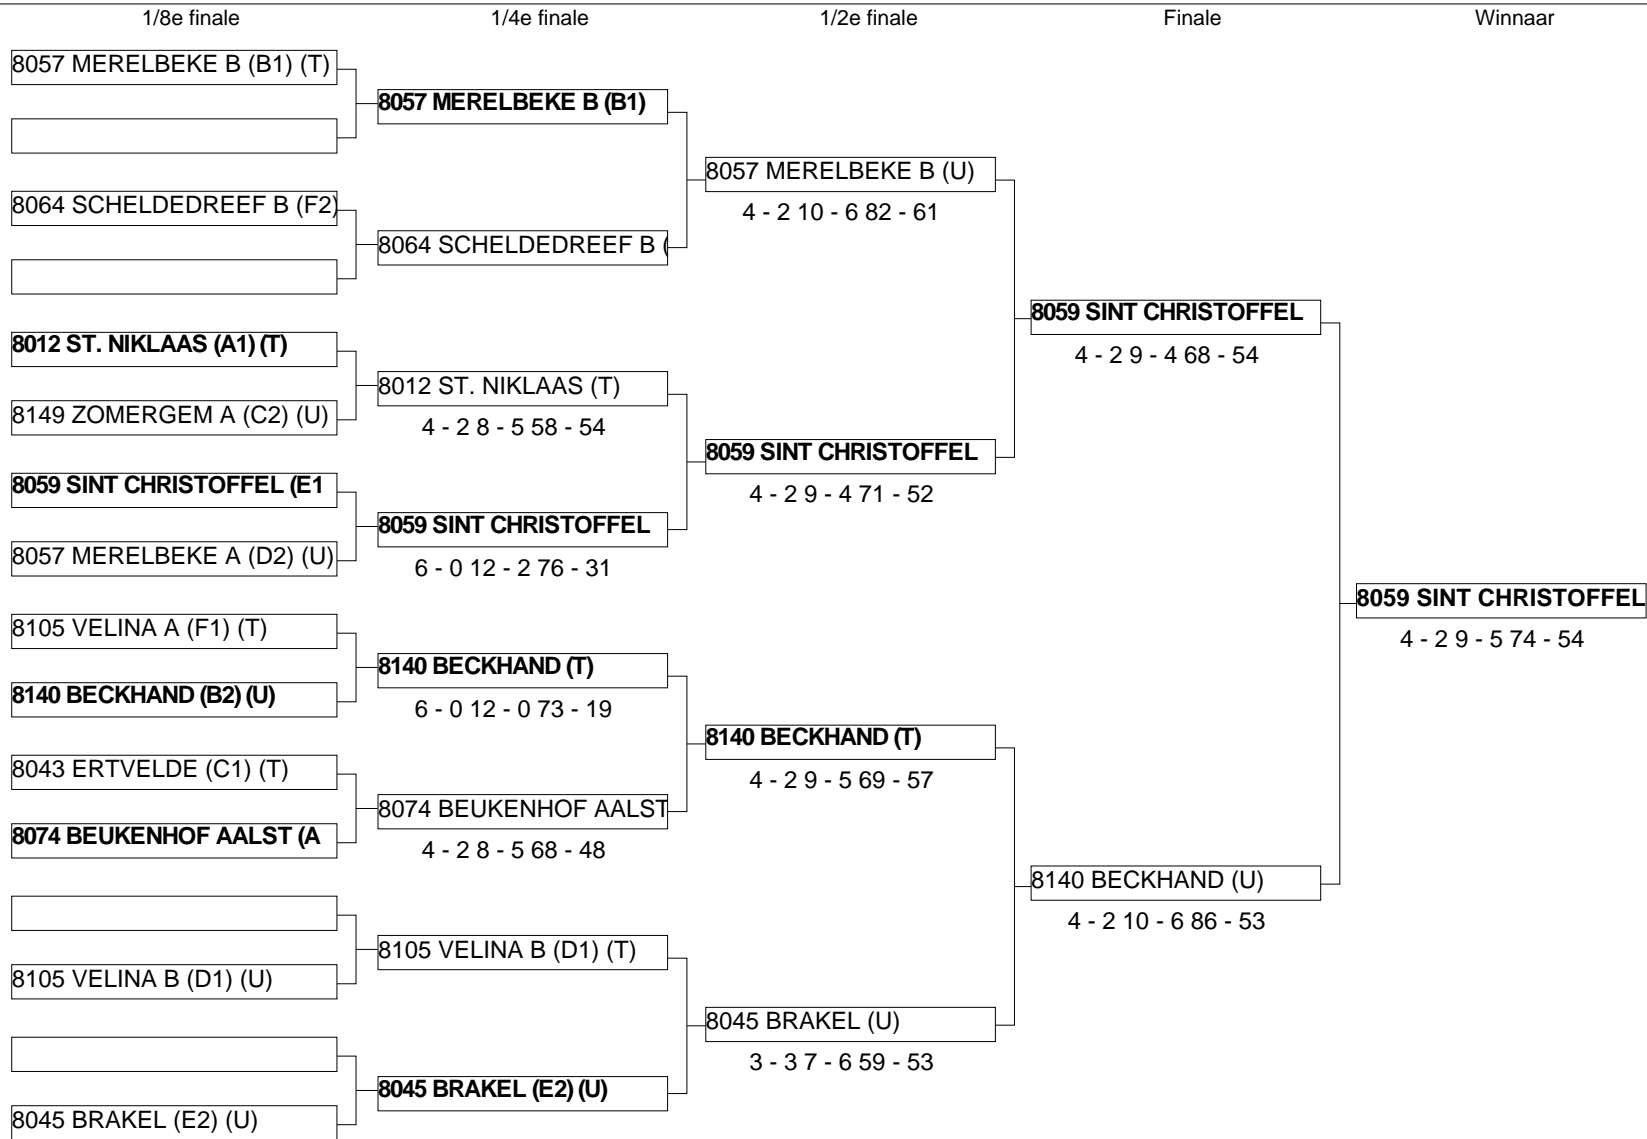 1/8e finale
1/4e finale
1/2e finale
Finale
Winnaar
8057 MERELBEKE B (B1) (T)
8064 SCHELDEDREEF B (F2)
8012 ST. NIKLAAS (A1) (T)
8149 ZOMERGEM A (C2) (U)
8059 SINT CHRISTOFFEL (E1
8057 MERELBEKE A (D2) (U)
8105 VELINA A (F1) (T)
8140 BECKHAND (B2) (U)
8043 ERTVELDE (C1) (T)
8074 BEUKENHOF AALST (A
8105 VELINA B (D1) (U)
8045 BRAKEL (E2) (U)
8057 MERELBEKE B (B1)
8064 SCHELDEDREEF B (
8012 ST. NIKLAAS (T)
4 - 2 8 - 5 58 - 54
8059 SINT CHRISTOFFEL
6 - 0 12 - 2 76 - 31
8140 BECKHAND (T)
6 - 0 12 - 0 73 - 19
8074 BEUKENHOF AALST
4 - 2 8 - 5 68 - 48
8105 VELINA B (D1) (T)
8045 BRAKEL (E2) (U)
8057 MERELBEKE B (U)
4 - 2 10 - 6 82 - 61
8059 SINT CHRISTOFFEL
4 - 2 9 - 4 71 - 52
8140 BECKHAND (T)
4 - 2 9 - 5 69 - 57
8045 BRAKEL (U)
3 - 3 7 - 6 59 - 53
8059 SINT CHRISTOFFEL
4 - 2 9 - 4 68 - 54
8140 BECKHAND (U)
4 - 2 10 - 6 86 - 53
8059 SINT CHRISTOFFEL
4 - 2 9 - 5 74 - 54